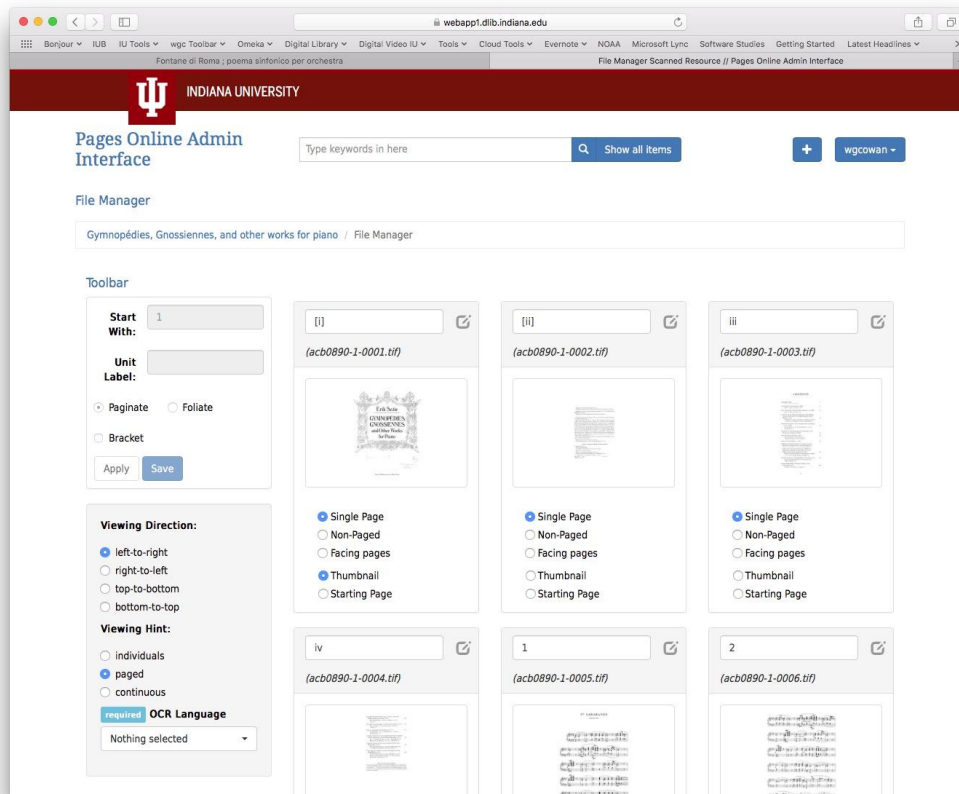 webapp1.dlib.indiana.edu
Bonjour IUB IU Tools wgc Toolbar Omeka Digital Library Digital Video IU Tools Cloud Tools Evernote NOAA Microsoft Lync Software Studies Getting Started Latest Headlines
Fontane di Roma ; poema sinfonico per orchestra
File Manager Scanned Resource // Pages Online Admin Interface
INDIANA UNIVERSITY
Pages Online Admin
Interface
Type keywords in here
Show all items
+
wgcowan
File Manager
Gymnopédies, Gnossiennes, and other works for piano / File Manager
Toolbar
Start
With:
1
Unit
Label:
Paginate Foliate
Bracket
Apply Save
Viewing Direction:
left-to-right
right-to-left
top-to-bottom
bottom-to-top
Viewing Hint:
individuals
paged
continuous
required OCR Language
Nothing selected
[i]
(acb0890-1-0001.tif)
Erik Satie
GYMNOPÉDIES
GNOSSIENNES
and Other Works
for Piano
Single Page
Non-Paged
Facing pages
Thumbnail
Starting Page
[ii]
(acb0890-1-0002.tif)
Single Page
Non-Paged
Facing pages
Thumbnail
Starting Page
iii
(acb0890-1-0003.tif)
Single Page
Non-Paged
Facing pages
Thumbnail
Starting Page
iv
(acb0890-1-0004.tif)
1
(acb0890-1-0005.tif)
2
(acb0890-1-0006.tif)